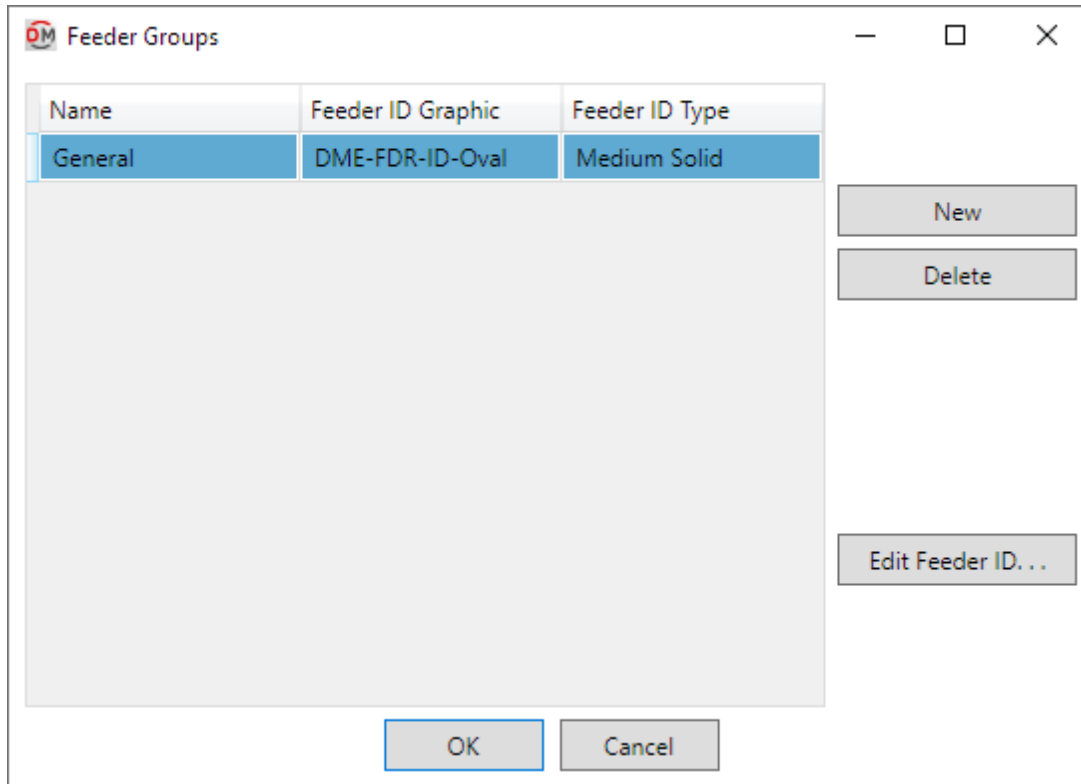 DM Feeder Groups
Name Feeder ID Graphic Feeder ID Type
General DME-FDR-ID-Oval Medium Solid
New
Delete
Edit Feeder ID. . .
OK Cancel